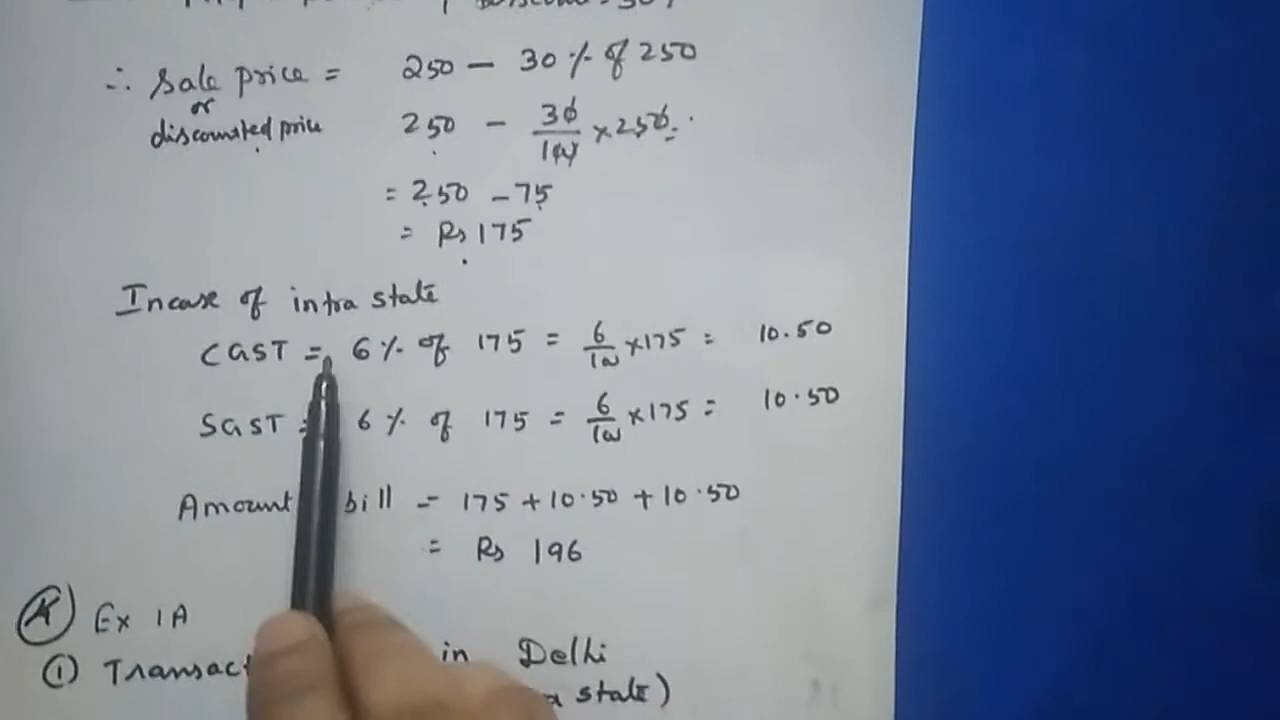 ∴ Sale price = 250 – 30 % of 250
or
discounted price 250 – 30/100 × 250.
= 250 – 75
= Rs 175
Incase of intra state
CGST = 6 % of 175 = 6/100 × 175 = 10.50
SGST = 6 % of 175 = 6/100 × 175 = 10.50
Amount bill = 175 + 10.50 + 10.50
= Rs 196
Ex 1A
① in Delhi
state)